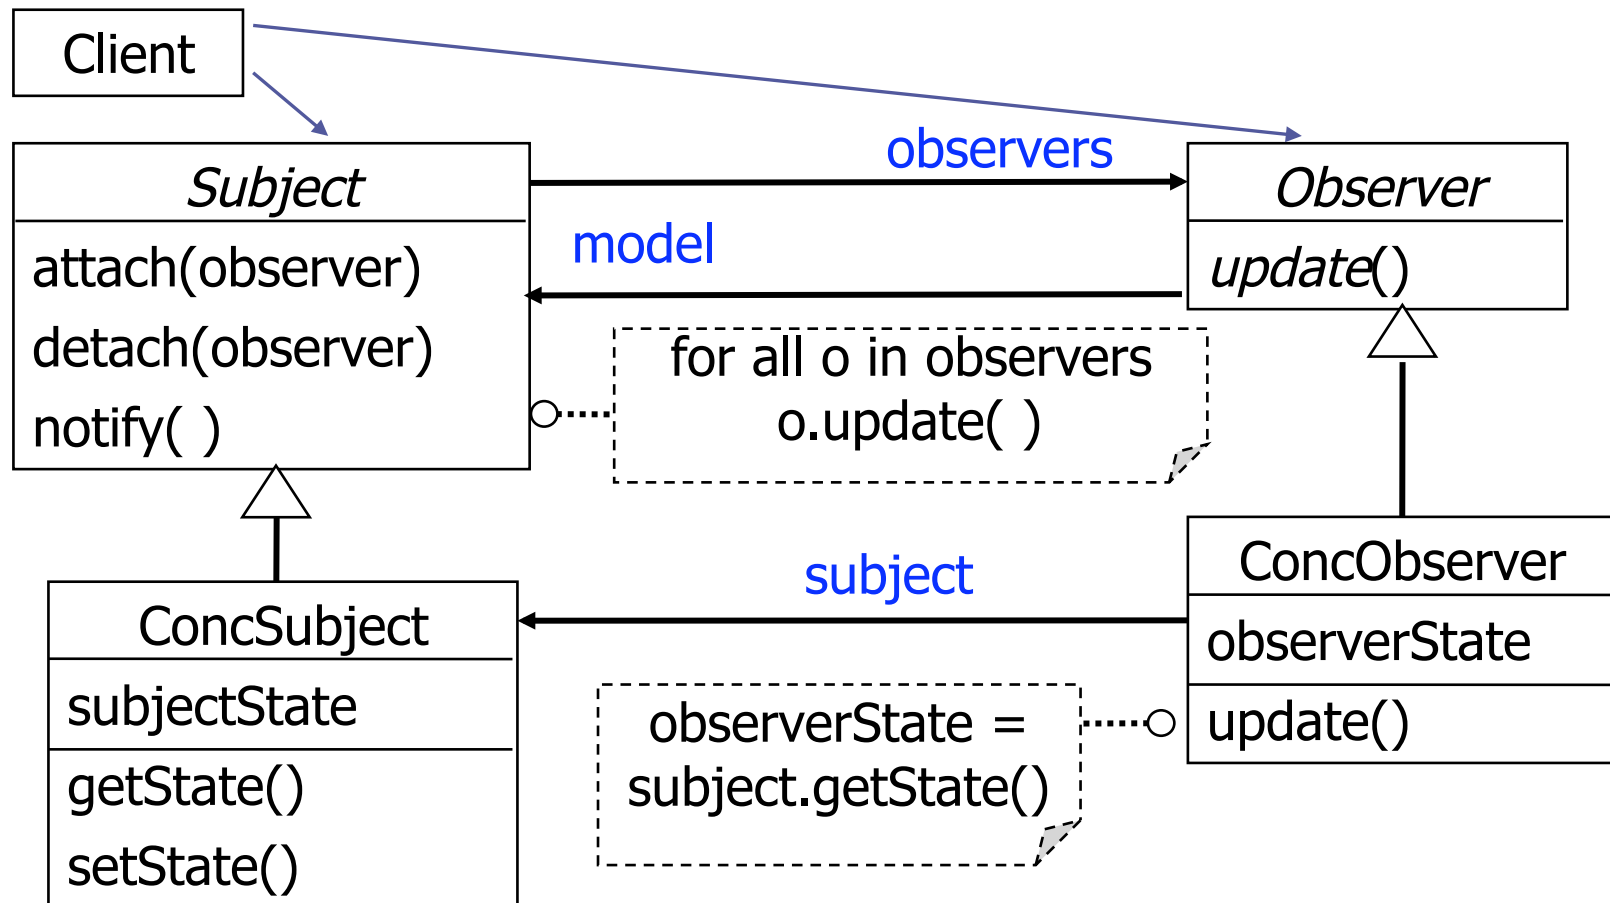 Client
Subject
attach(observer)
detach(observer)
notify( )
observers
model
Observer
update()
for all o in observers
o.update( )
ConcSubject
subjectState
getState()
setState()
subject
observerState =
subject.getState()
ConcObserver
observerState
update()